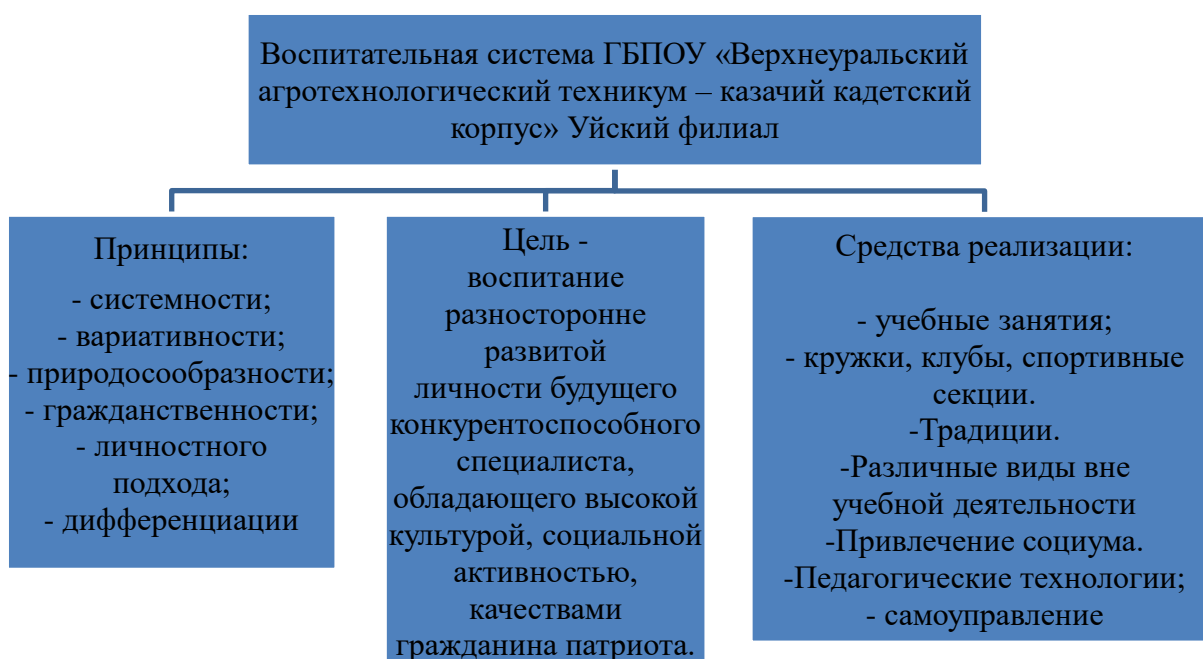 Воспитательная система ГБПОУ «Верхнеуральский
агротехнологический техникум – казачий кадетский
корпус» Уйский филиал
Принципы:
- системности;
- вариативности;
- природосообразности;
- гражданственности;
- личностного
подхода;
- дифференциации
Цель -
воспитание
разносторонне
развитой
личности будущего
конкурентоспособного
специалиста,
обладающего высокой
культурой, социальной
активностью,
качествами
гражданина патриота.
Средства реализации:
- учебные занятия;
- кружки, клубы, спортивные
секции.
-Традиции.
-Различные виды вне
учебной деятельности
-Привлечение социума.
-Педагогические технологии;
- самоуправление